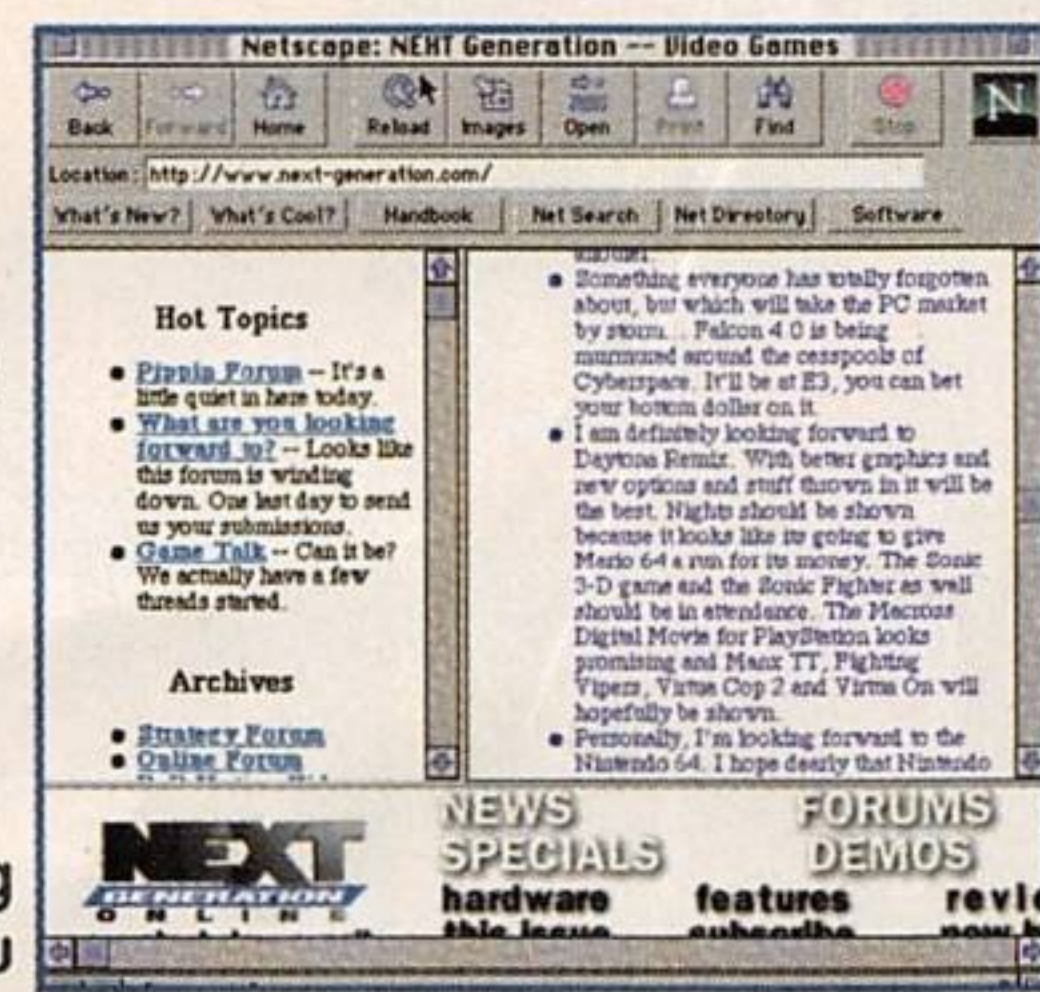 Netscape: NEXT Generation -- Video Games
Back Forward Home Reload Images Open Print Find Stop
N
Location: http://www.next-generation.com/
What's New? What's Cool? Handbook Net Search Net Directory Software
Hot Topics
Pippin Forum -- It's a
little quiet in here today.
What are you looking
forward to? -- Looks like
this forum is winding
down. One last day to send
us your submissions.
Game Talk -- Can it be?
We actually have a few
threads started.
Archives
Strategy Forum
Online Forum
Something everyone has totally forgotten
about, but which will take the PC market
by storm... Falcon 4.0 is being
murmured around the cesspools of
Cyberspace. It'll be at E3, you can bet
your bottom dollar on it.
I am definitely looking forward to
Daytona Remix. With better graphics and
new options and stuff thrown in it will be
the best. Nights should be shown
because it looks like its going to give
Mario 64 a run for its money. The Sonic
3-D game and the Sonic Fighter as well
should be in attendance. The Macross
Digital Movie for PlayStation looks
promising and Manx TT, Fighting
Vipers, Virtua Cop 2 and Virtua On will
hopefully be shown.
Personally, I'm looking forward to the
Nintendo 64. I hope dearly that Nintendo
NEXT
GENERATION
ONLINE
NEWS FORUMS
SPECIALS DEMOS
hardware features revie
this issue subscribe
g
u